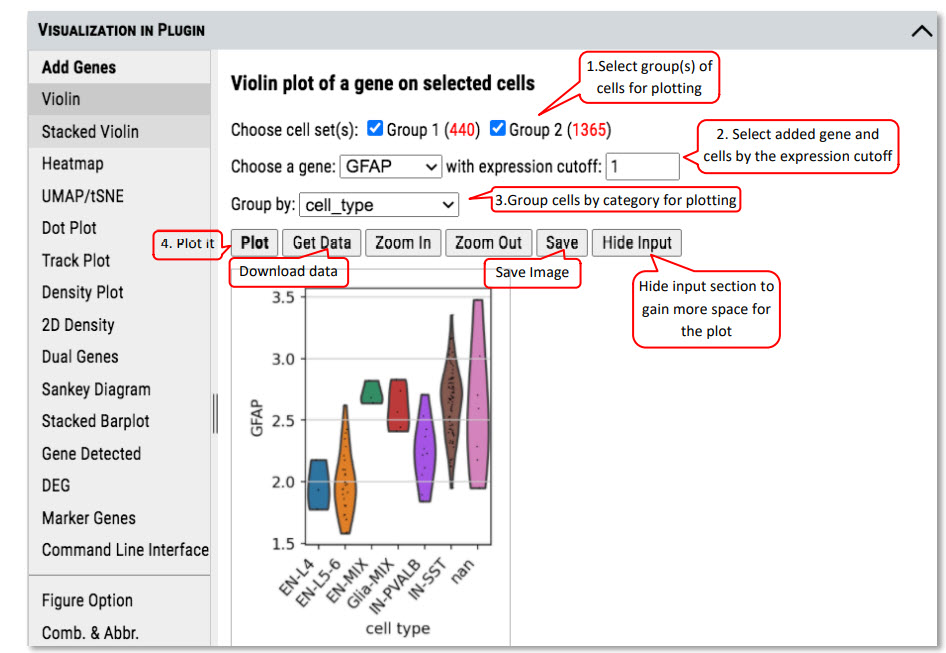 VISUALIZATION IN PLUGIN
Add Genes
Violin
Stacked Violin
Heatmap
UMAP/tSNE
Dot Plot
Track Plot
Density Plot
2D Density
Dual Genes
Sankey Diagram
Stacked Barplot
Gene Detected
DEG
Marker Genes
Command Line Interface
Figure Option
Comb. & Abbr.
Violin plot of a gene on selected cells
1.Select group(s) of
cells for plotting
Choose cell set(s): Group 1 (440) Group 2 (1365)
2. Select added gene and
cells by the expression cutoff
Choose a gene: GFAP with expression cutoff: 1
Group by: cell_type
3.Group cells by category for plotting
4. Plot it
Plot Get Data Zoom In Zoom Out Save Hide Input
Download data
Save Image
Hide input section to
gain more space for
the plot
GFAP
3.5
3.0
2.5
2.0
1.5
EN-L4
EN-L5-6
EN-MIX
Glia-MIX
IN-PVALB
IN-SST
nan
cell type